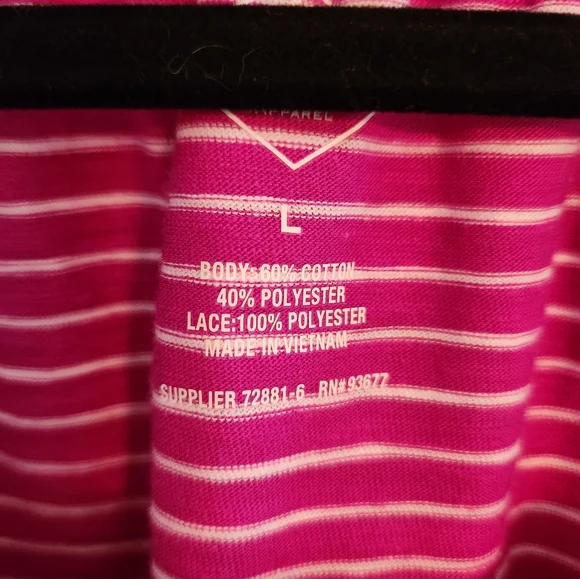 APPAREL
L
BODY: 60% COTTON
40% POLYESTER
LACE:100% POLYESTER
MADE IN VIETNAM
SUPPLIER 72881-6 RN# 93677